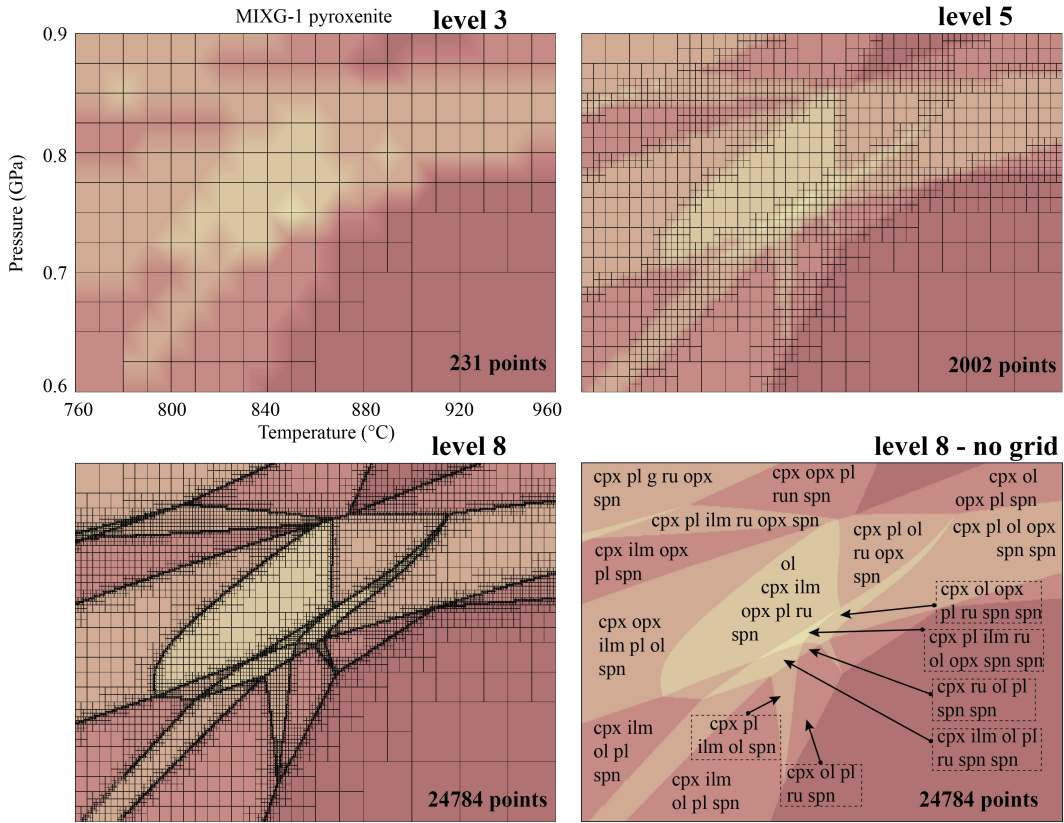 MIXG-1 pyroxenite
level 3
level 5
0.9
0.8
0.7
0.6
Pressure (GPa)
231 points
2002 points
760
800
840
880
920
960
Temperature (°C)
level 8
level 8 - no grid
24784 points
cpx pl g ru opx
spn
cpx opx pl
run spn
cpx ol
opx pl spn
cpx pl ilm ru opx spn
cpx pl ol
ru opx
spn
cpx pl ol opx
spn spn
cpx ilm opx
pl spn
ol
cpx ilm
opx pl ru
spn
cpx ol opx
pl ru spn spn
cpx opx
ilm pl ol
spn
cpx pl ilm ru
ol opx spn spn
cpx ru ol pl
spn spn
cpx ilm ol pl
ru spn spn
cpx ilm
ol pl
spn
cpx pl
ilm ol spn
cpx ilm
ol pl spn
cpx ol pl
ru spn
24784 points